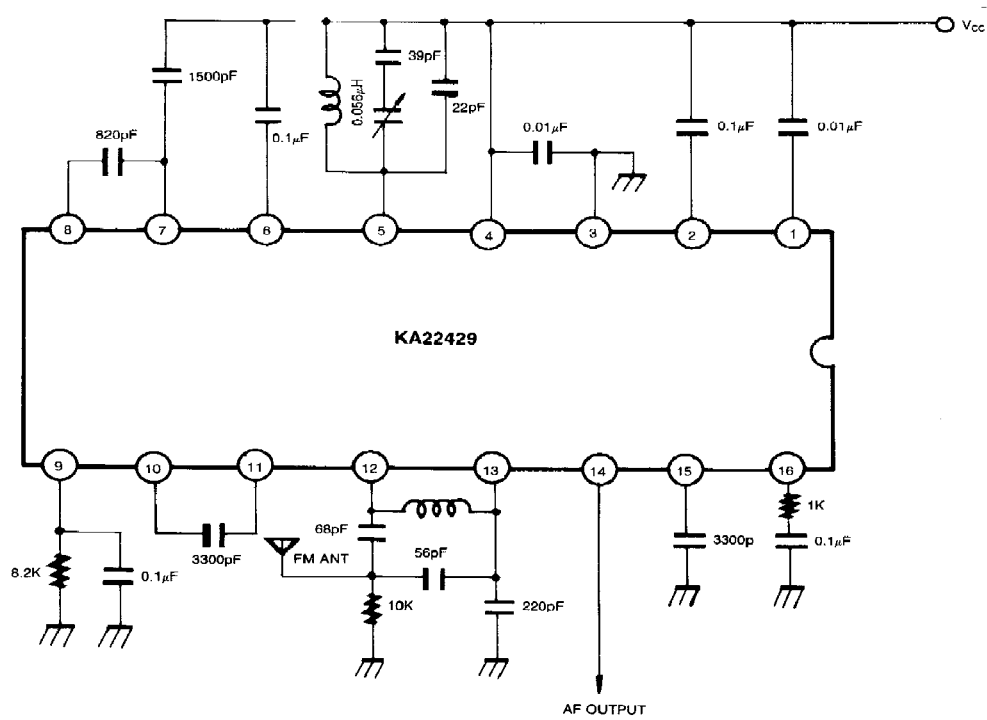 Vcc
39pF
1500pF
0.056μH
22pF
0.1μF
0.01μF
0.1μF
0.01μF
820pF
8
7
6
5
4
3
2
1
KA22429
9
10
11
12
13
14
15
16
1K
68pF
3300pF
FM ANT
56pF
3300p
0.1μF
8.2K
0.1μF
10K
220pF
AF OUTPUT